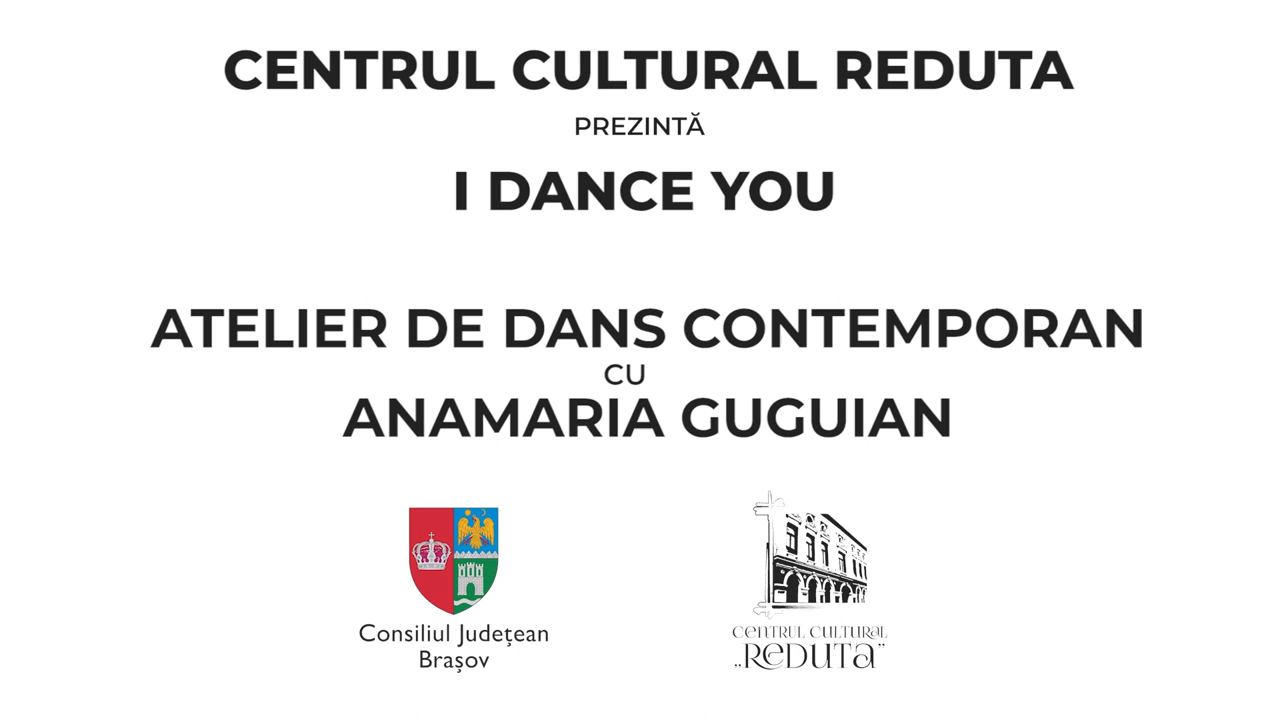 CENTRUL CULTURAL REDUTA
PREZINTĂ
I DANCE YOU
ATELIER DE DANS CONTEMPORAN
CU
ANAMARIA GUGUIAN
Consiliul Județean
Brașov
CENTRUL CULTURAL
„REDUTA”